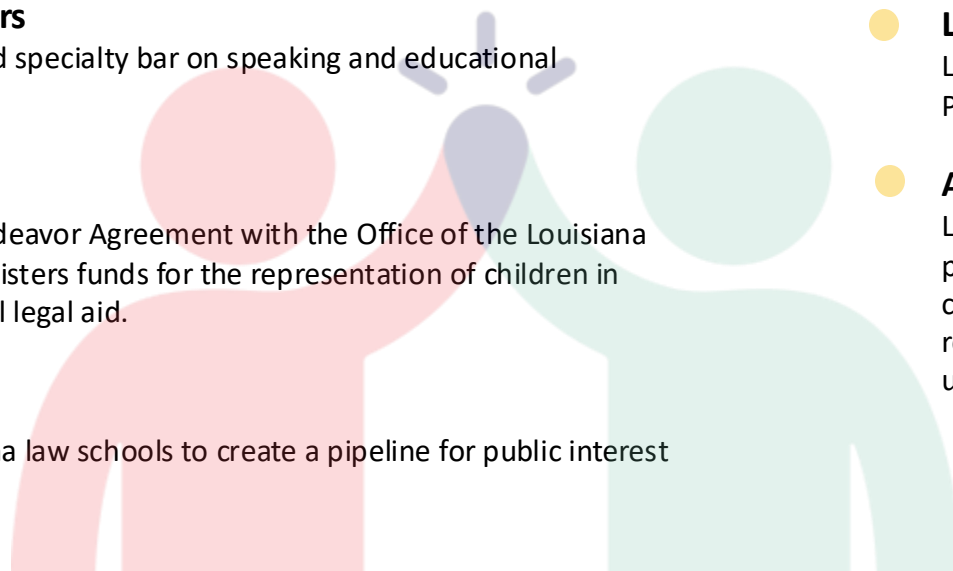 rs
d specialty bar on speaking and educational
deavor Agreement with the Office of the Louisiana
isters funds for the representation of children in
l legal aid.
a law schools to create a pipeline for public interest
L
L
P
A
L
p
c
r
u